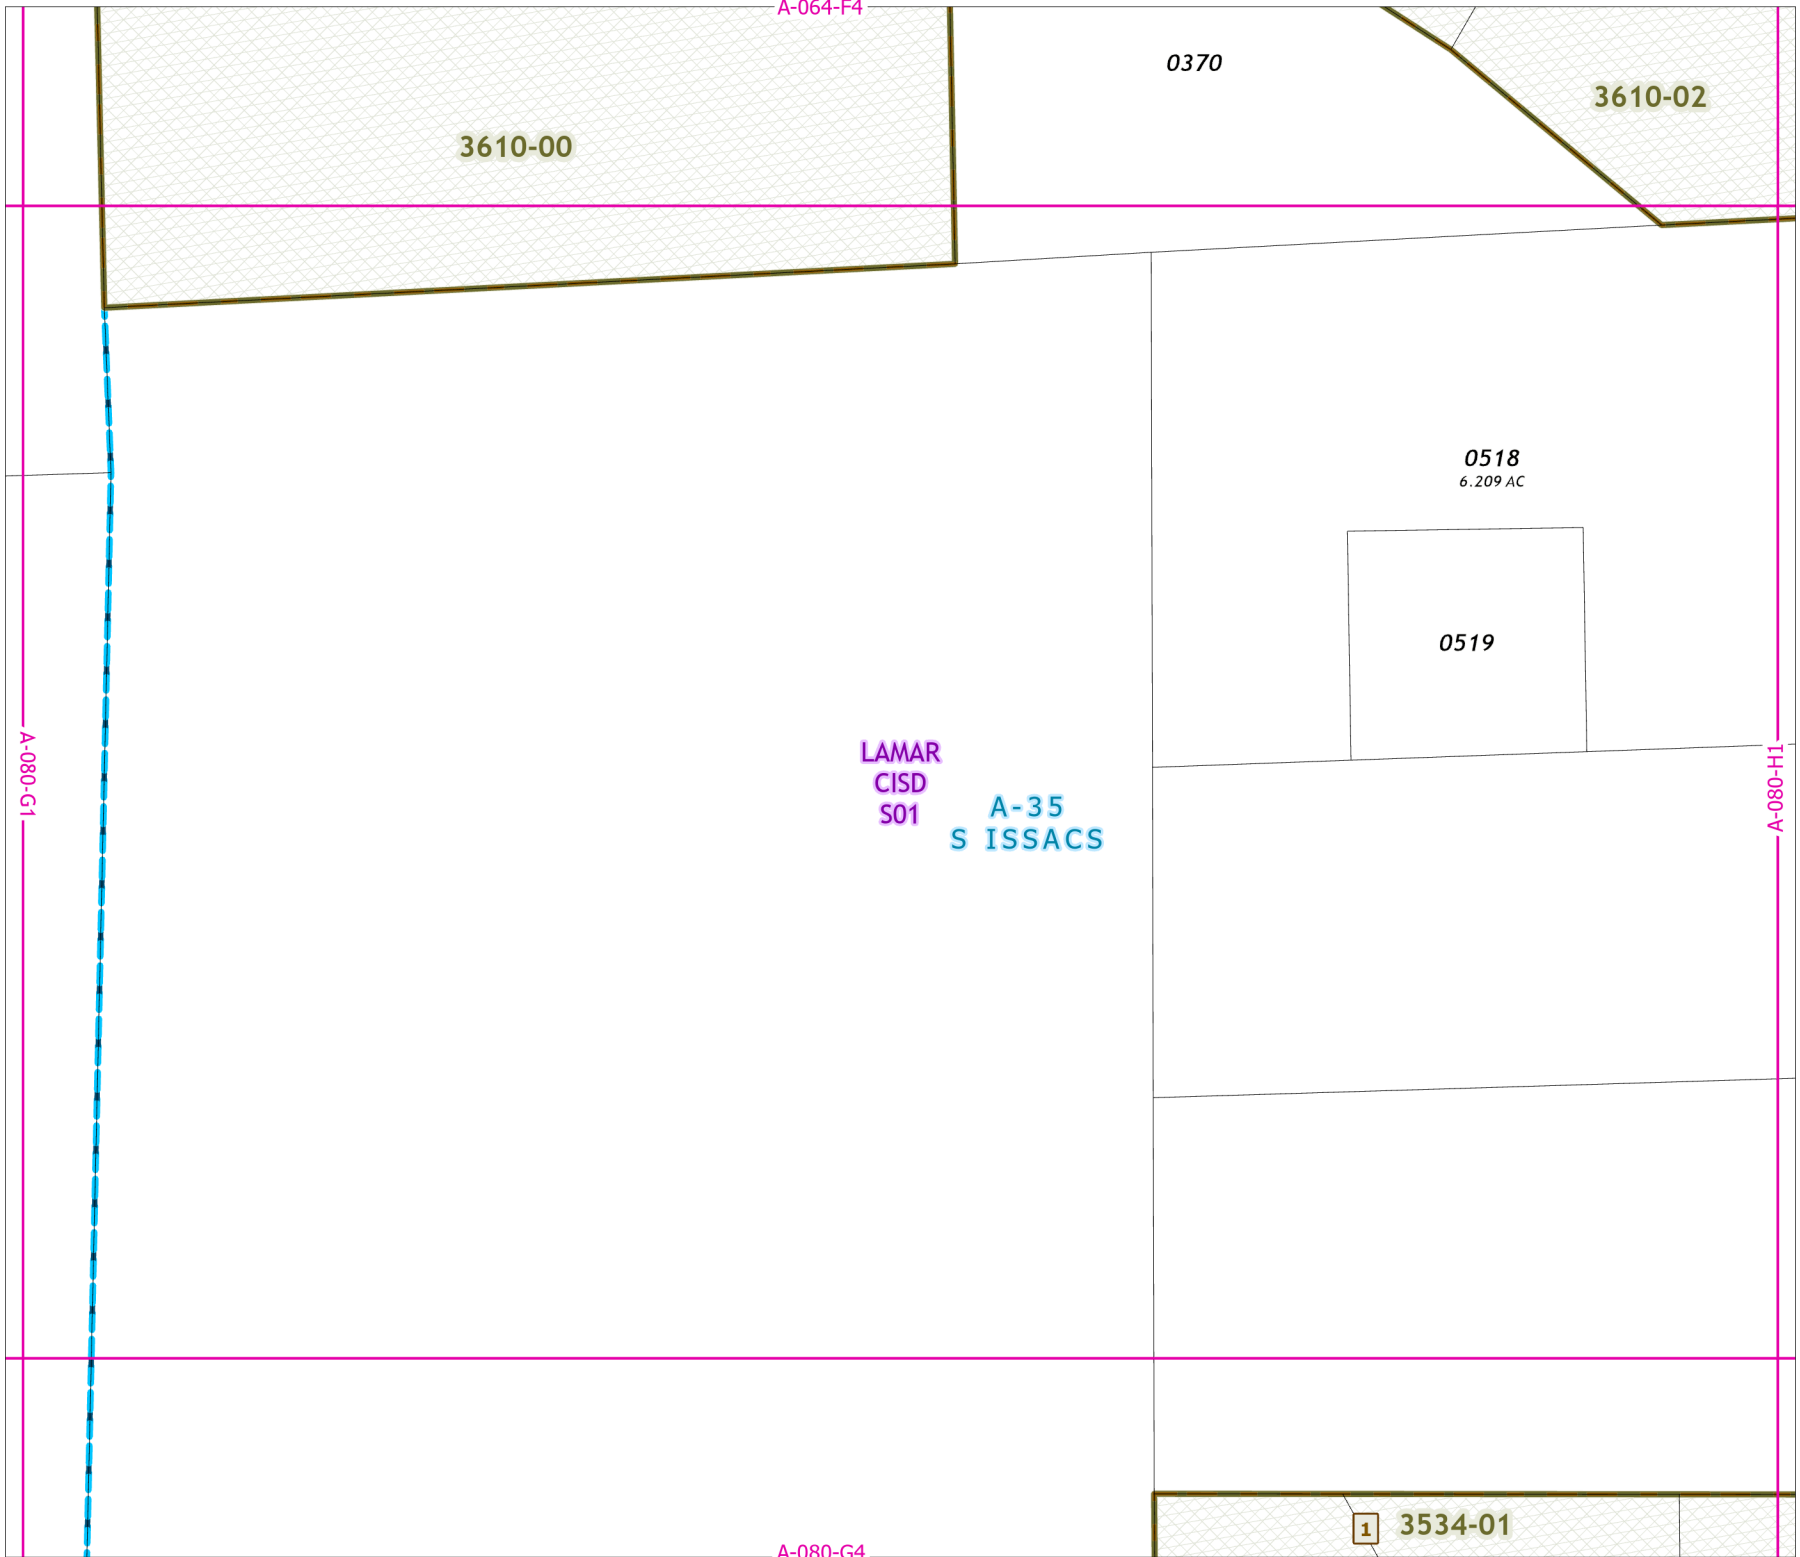 A-064-F4
0370
3610-02
3610-00
0518
6.209 AC
0519
A-080-G1
LAMAR
CISD
S01
A-35
S ISSACS
A-080-H1
1
3534-01
A-080-G4